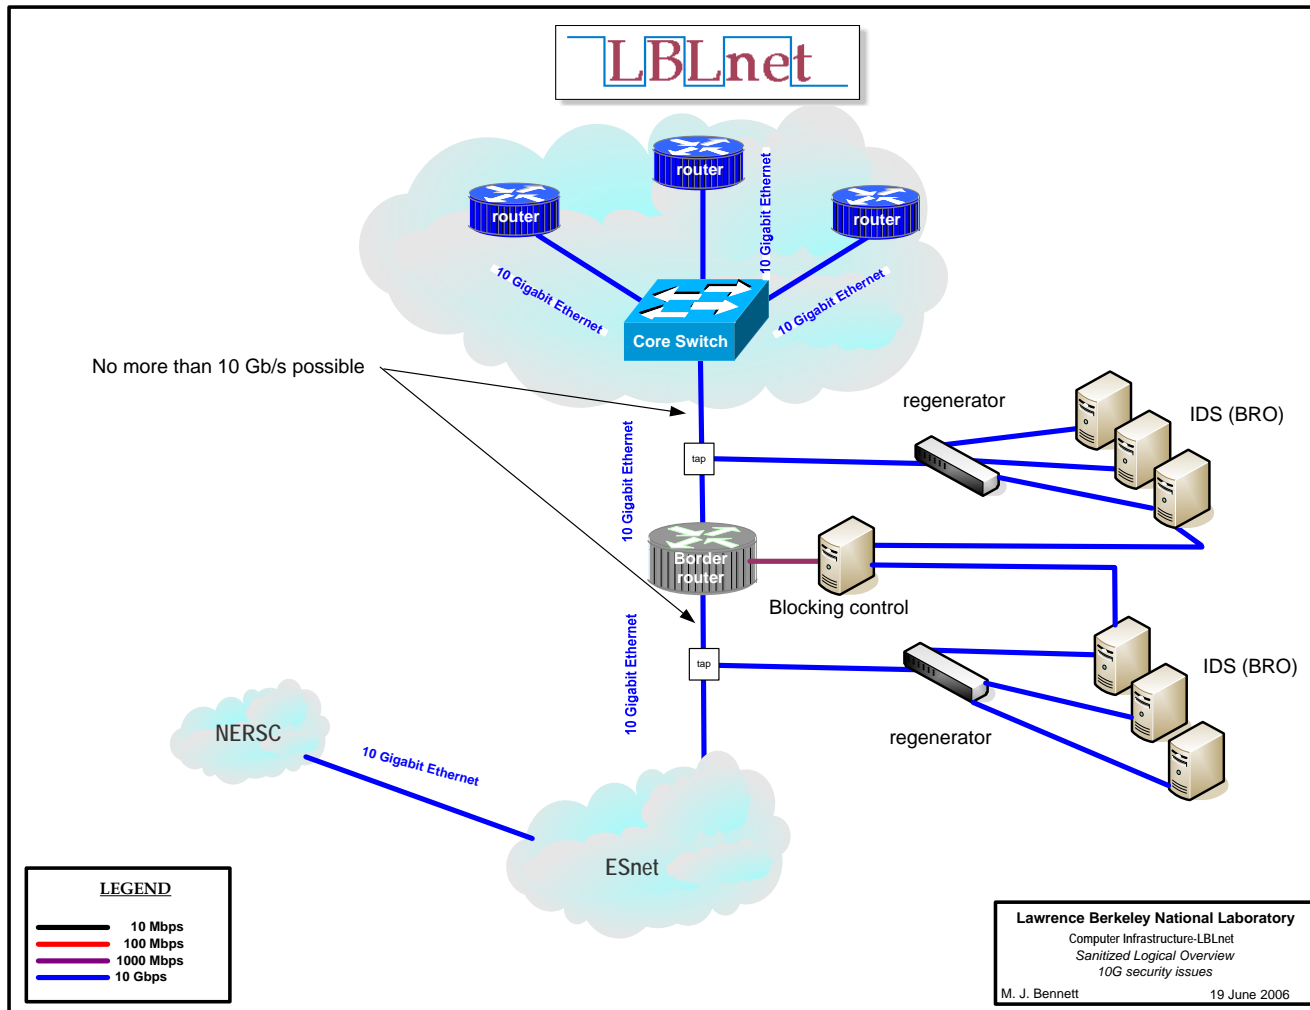 LBLnet
router
router
router
10 Gigabit Ethernet
10 Gigabit Ethernet
10 Gigabit Ethernet
Core Switch
No more than 10 Gb/s possible
10 Gigabit Ethernet
tap
regenerator
IDS (BRO)
Border
router
Blocking control
10 Gigabit Ethernet
tap
regenerator
IDS (BRO)
NERSC
10 Gigabit Ethernet
ESnet
LEGEND
10 Mbps
100 Mbps
1000 Mbps
10 Gbps
Lawrence Berkeley National Laboratory
Computer Infrastructure-LBLnet
Sanitized Logical Overview
10G security issues
M. J. Bennett 19 June 2006